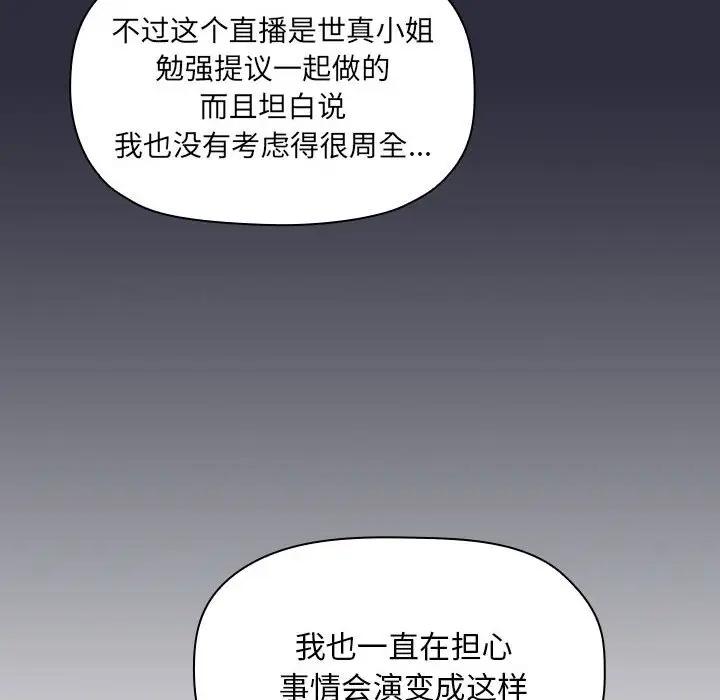 不过这个直播是世真小姐
勉强提议一起做的
而且坦白说
我也没有考虑得很周全...
我也一直在担心
事情会演变成这样